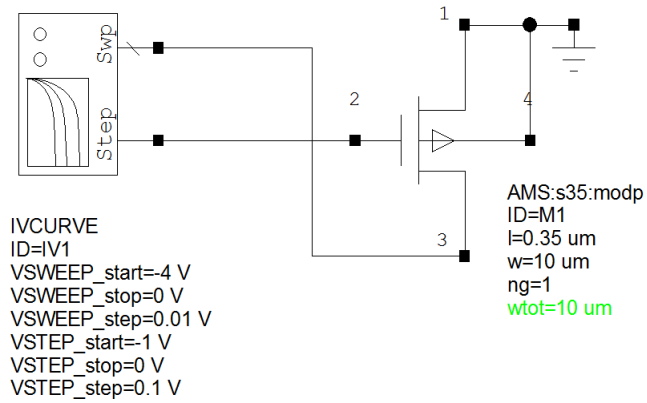 Swp
Step
1
2
4
3
IVCURVE
ID=IV1
VSWEEP_start=-4 V
VSWEEP_stop=0 V
VSWEEP_step=0.01 V
VSTEP_start=-1 V
VSTEP_stop=0 V
VSTEP_step=0.1 V
AMS:s35:modp
ID=M1
l=0.35 um
w=10 um
ng=1
wtot=10 um